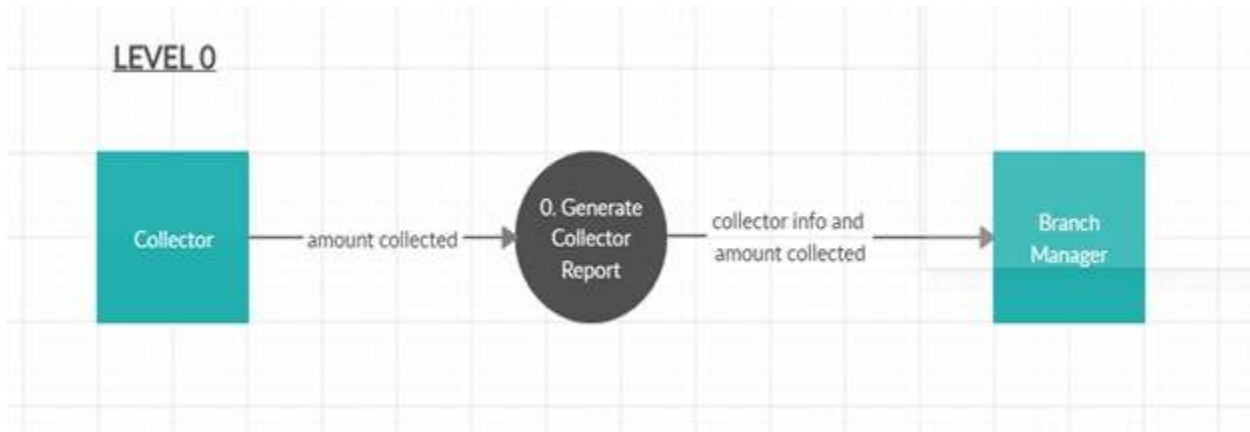 LEVEL 0
Collector
amount collected
0. Generate
Collector
Report
collector info and
amount collected
Branch
Manager